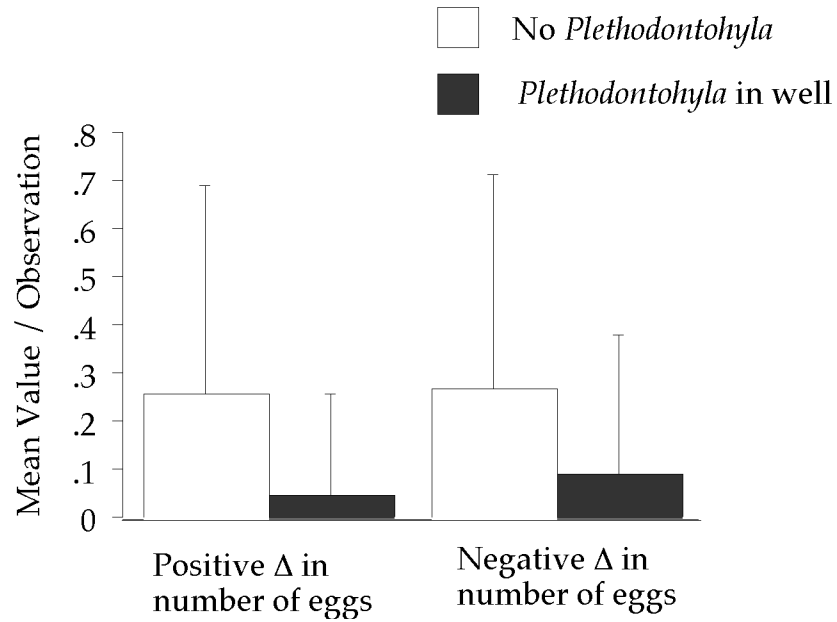 No Plethodontohyla
Plethodontohyla in well
Mean Value / Observation
.8
.7
.6
.5
.4
.3
.2
.1
0
Positive Δ in
number of eggs
Negative Δ in
number of eggs